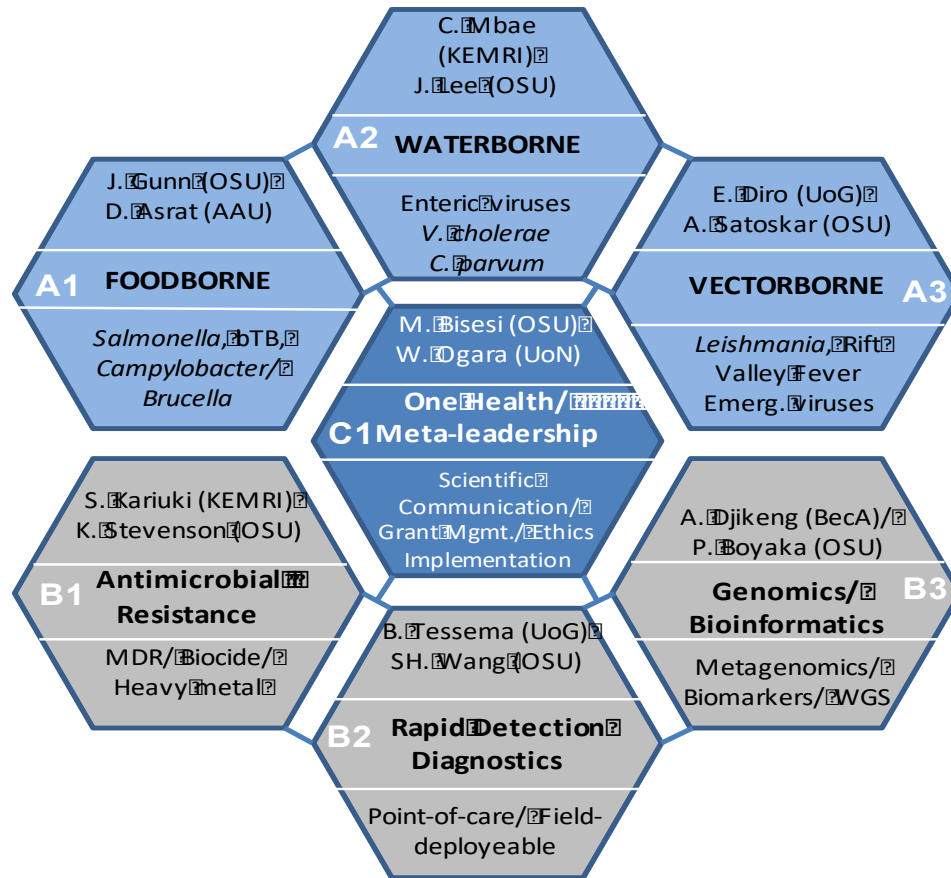 C. Mbae
(KEMRI)
J. Lee (OSU)
A2
WATERBORNE
Enteric viruses
V. cholerae
C. parvum
J. Gunn (OSU)
D. Asrat (AAU)
A1
FOODBORNE
Salmonella, bTB,
Campylobacter/
Brucella
E. Diro (UoG)
A. Satoskar (OSU)
VECTORBORNE
A3
Leishmania, Rift
Valley Fever
Emerg. viruses
M. Bisesi (OSU)
W. Ogara (UoN)
One Health/
C1 Meta-leadership
Scientific
Communication/
Grant Mgmt./ Ethics
Implementation
S. Kariuki (KEMRI)
K. Stevenson (OSU)
B1
Antimicrobial
Resistance
MDR/ Biocide/
Heavy metal
B. Tessema (UoG)
SH. Wang (OSU)
B2
Rapid Detection
Diagnostics
Point-of-care/ Field-
deployeable
A. Djikeng (BecA)/
P. Boyaka (OSU)
Genomics/
B3
Bioinformatics
Metagenomics/
Biomarkers/ WGS